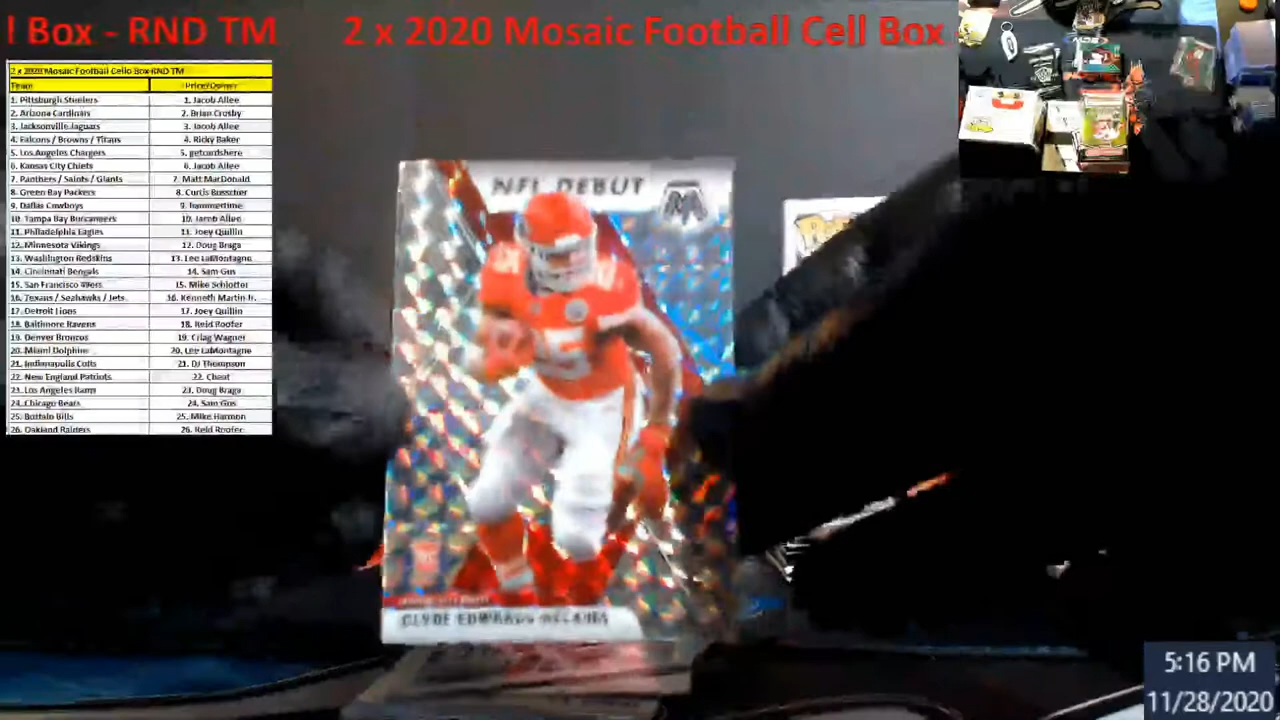 ! Box - RND TM 2 x 2020 Mosaic Football Cell Box
2 x 2020 Mosaic Football Cello Box RND TM
Team Price/Owner
1. Pittsburgh Steelers 1. Jacob Allee
2. Arizona Cardinals 2. Brian Crosby
3. Jacksonville Jaguars 3. Jacob Allee
4. Falcons / Browns / Titans 4. Ricky Baker
5. Los Angeles Chargers 5. getcardshere
6. Kansas City Chiefs 6. Jacob Allee
7. Panthers / Saints / Giants 7. Matt MacDonald
8. Green Bay Packers 8. Curtis Busscher
9. Dallas Cowboys 9. hammertime
10. Tampa Bay Buccaneers 10. Jacob Allee
11. Philadelphia Eagles 11. Joey Quillin
12. Minnesota Vikings 12. Doug Braga
13. Washington Redskins 13. Lee LaMontagne
14. Cincinnati Bengals 14. Sam Gus
15. San Francisco 49ers 15. Mike Schlotter
16. Texans / Seahawks / Jets 16. Kenneth Martin Jr.
17. Detroit Lions 17. Joey Quillin
18. Baltimore Ravens 18. Reid Roofer
19. Denver Broncos 19. Criag Wagner
20. Miami Dolphins 20. Lee LaMontagne
21. Indianapolis Colts 21. DJ Thompson
22. New England Patriots 22. Cheat
23. Los Angeles Rams 23. Doug Braga
24. Chicago Bears 24. Sam Gus
25. Buffalo Bills 25. Mike Harmon
26. Oakland Raiders 26. Reid Roofer
NFL DEBUT
CLYDE EDWARDS-HELAIRE
5:16 PM
11/28/2020